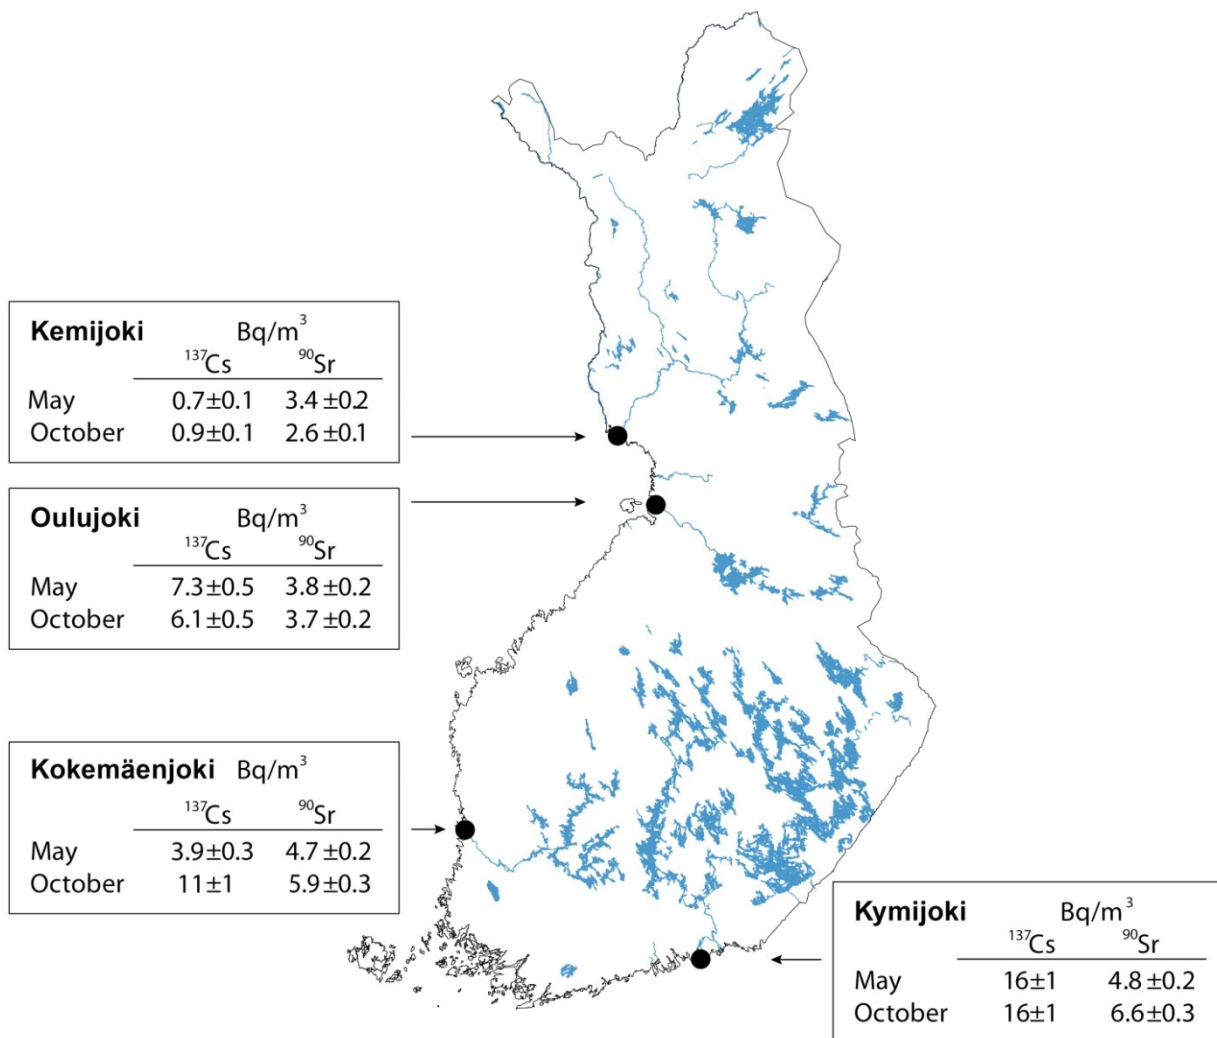 Kemijoki Bq/m³
¹³⁷Cs ⁹⁰Sr
May 0.7±0.1 3.4±0.2
October 0.9±0.1 2.6±0.1
Oulujoki Bq/m³
¹³⁷Cs ⁹⁰Sr
May 7.3±0.5 3.8±0.2
October 6.1±0.5 3.7±0.2
Kokemäenjoki Bq/m³
¹³⁷Cs ⁹⁰Sr
May 3.9±0.3 4.7±0.2
October 11±1 5.9±0.3
Kymijoki Bq/m³
¹³⁷Cs ⁹⁰Sr
May 16±1 4.8±0.2
October 16±1 6.6±0.3